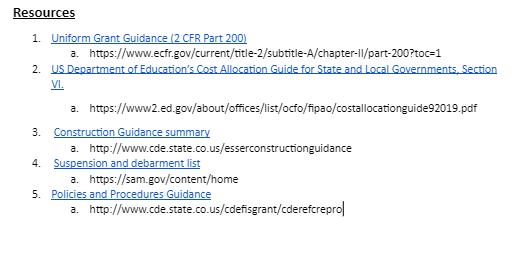 Resources
1. Uniform Grant Guidance (2 CFR Part 200)
a. https://www.ecfr.gov/current/title-2/subtitle-A/chapter-II/part-200?toc=1
2. US Department of Education's Cost Allocation Guide for State and Local Governments, Section
VI.
a. https://www2.ed.gov/about/offices/list/ocfo/fipao/costallocationguide92019.pdf
3. Construction Guidance summary
a. http://www.cde.state.co.us/esserconstructionguidance
4. Suspension and debarment list
a. https://sam.gov/content/home
5. Policies and Procedures Guidance
a. http://www.cde.state.co.us/cdefisgrant/cderefcrepro